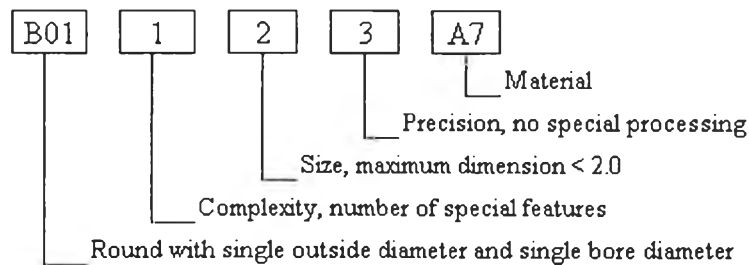 B01 1 2 3 A7
Material
Precision, no special processing
Size, maximum dimension < 2.0
Complexity, number of special features
Round with single outside diameter and single bore diameter